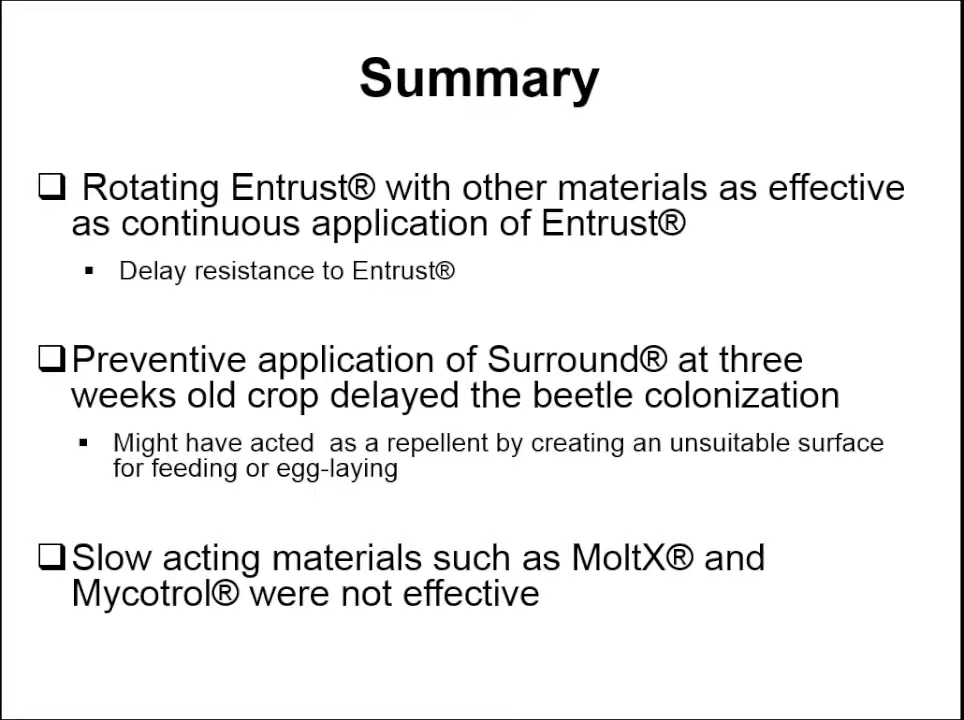 Summary
❑ Rotating Entrust® with other materials as effective
as continuous application of Entrust®
▪ Delay resistance to Entrust®
❑ Preventive application of Surround® at three
weeks old crop delayed the beetle colonization
▪ Might have acted as a repellent by creating an unsuitable surface
for feeding or egg-laying
❑ Slow acting materials such as MoltX® and
Mycotrol® were not effective